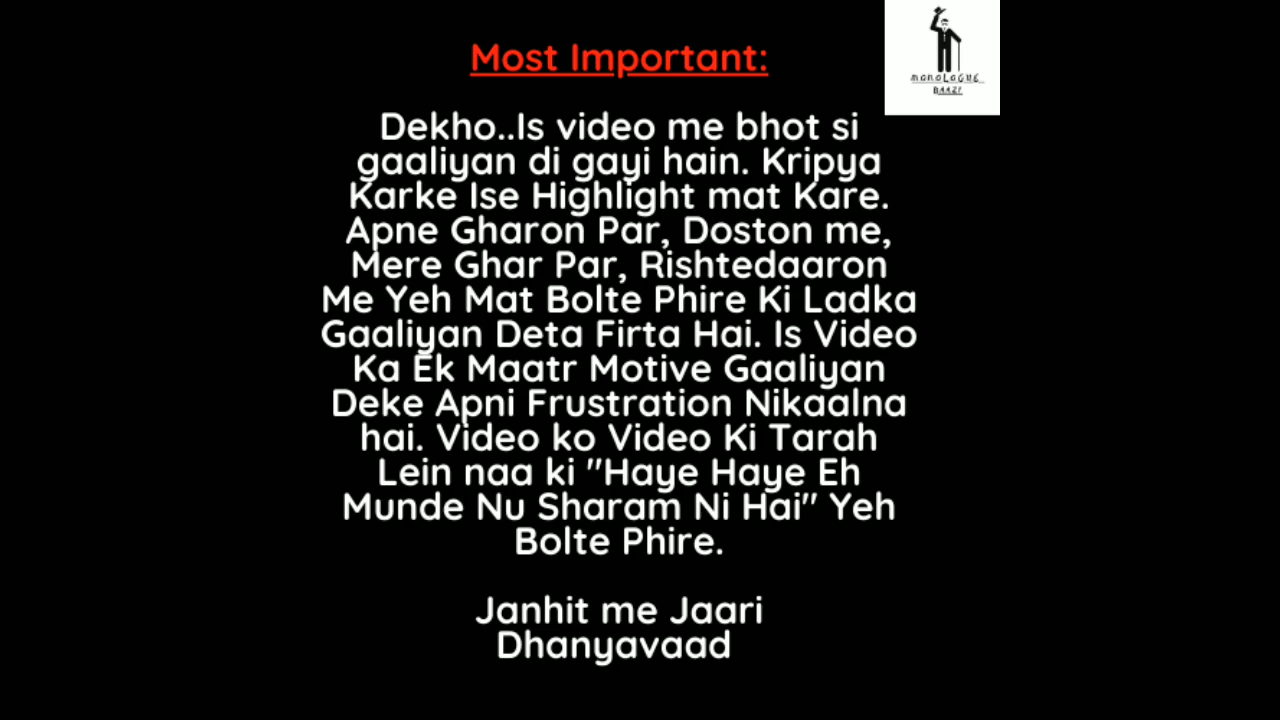 Most Important:
MONOLOGUE
BAAZI
Dekho..Is video me bhot si
gaaliyan di gayi hain. Kripya
Karke Ise Highlight mat Kare.
Apne Gharon Par, Doston me,
Mere Ghar Par, Rishtedaaron
Me Yeh Mat Bolte Phire Ki Ladka
Gaaliyan Deta Firta Hai. Is Video
Ka Ek Maatr Motive Gaaliyan
Deke Apni Frustration Nikaalna
hai. Video ko Video Ki Tarah
Lein naa ki "Haye Haye Eh
Munde Nu Sharam Ni Hai" Yeh
Bolte Phire.
Janhit me Jaari
Dhanyavaad